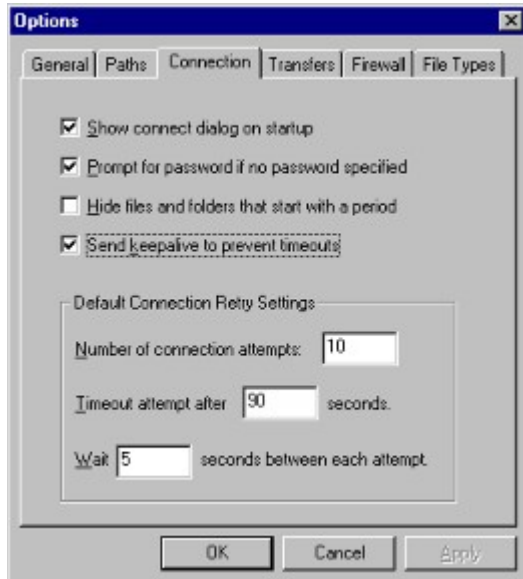 Options
General Paths Connection Transfers Firewall File Types
Show connect dialog on startup
Prompt for password if no password specified
Hide files and folders that start with a period
Send keepalive to prevent timeouts
Default Connection Retry Settings
Number of connection attempts: 10
Timeout attempt after 90 seconds.
Wait 5 seconds between each attempt.
OK Cancel Apply